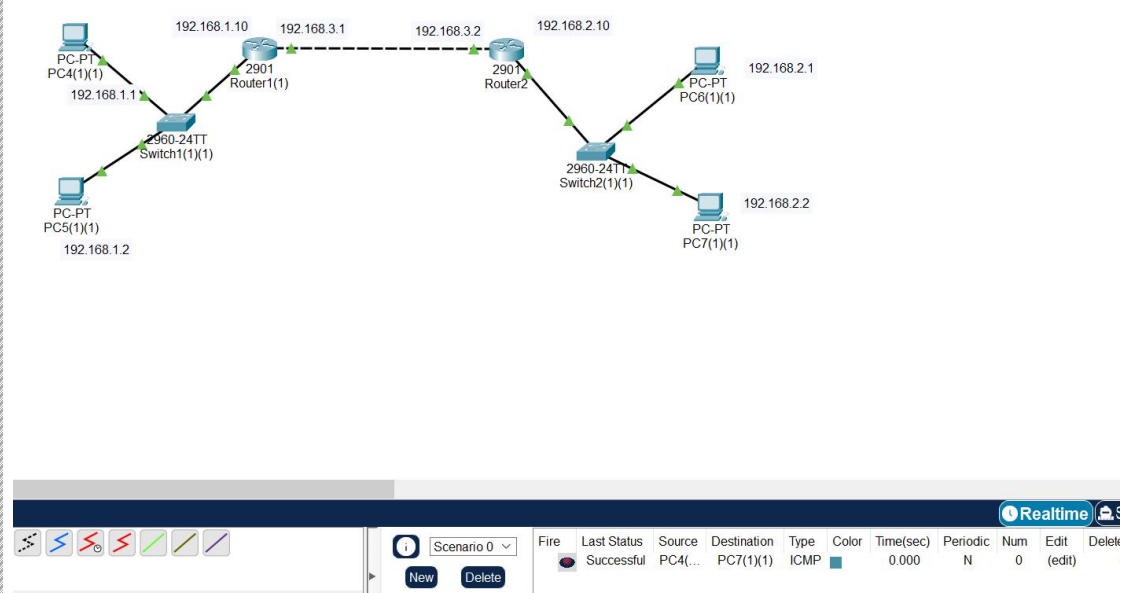 192.168.1.10
192.168.3.1
192.168.3.2
192.168.2.10
PC-PT
PC4(1)(1)
192.168.1.1
2901
Router1(1)
2901
Router2
PC-PT
PC6(1)(1)
192.168.2.1
2960-24TT
Switch1(1)(1)
2960-24TT
Switch2(1)(1)
PC-PT
PC5(1)(1)
192.168.1.2
PC-PT
PC7(1)(1)
192.168.2.2
Realtime
Scenario 0
New Delete
Fire Last Status Source Destination Type Color Time(sec) Periodic Num Edit Delete
Successful PC4(... PC7(1)(1) ICMP 0.000 N 0 (edit)